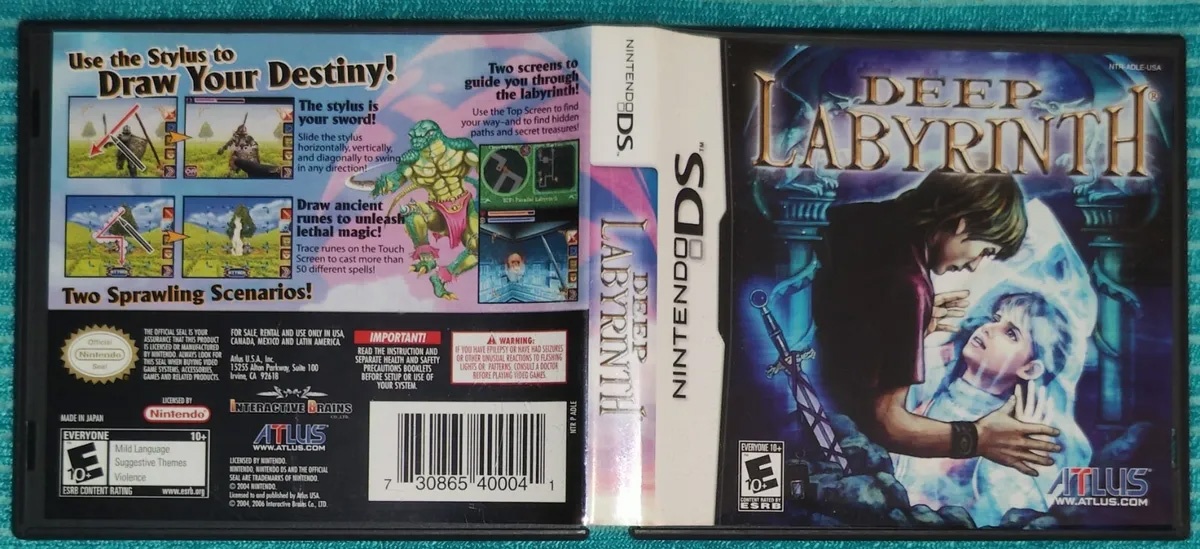 Use the Stylus to
Draw Your Destiny!
The stylus is
your sword!
Slide the stylus
horizontally, vertically,
and diagonally to swing
in any direction!
Draw ancient
runes to unleash
lethal magic!
Trace runes on the Touch
Screen to cast more than
50 different spells!
Two Sprawling Scenarios!
Two screens to
guide you through
the labyrinth!
Use the Top Screen to find
your way–and to find hidden
paths and secret treasures!
Official
Nintendo
Seal
THE OFFICIAL SEAL IS YOUR
ASSURANCE THAT THIS PRODUCT
IS LICENSED OR MANUFACTURED
BY NINTENDO. ALWAYS LOOK FOR
THIS SEAL WHEN BUYING VIDEO
GAME SYSTEMS, ACCESSORIES,
GAMES AND RELATED PRODUCTS.
LICENSED BY
Nintendo
MADE IN JAPAN
EVERYONE 10+
E
10+
Mild Language
Suggestive Themes
Violence
ESRB CONTENT RATING www.esrb.org
FOR SALE, RENTAL AND USE ONLY IN USA,
CANADA, MEXICO AND LATIN AMERICA.
Atlus U.S.A., Inc.
15255 Alton Parkway, Suite 100
Irvine, CA 92618
INTERACTIVE BRAINS
CO., LTD.
ATLUS
WWW.ATLUS.COM
LICENSED BY NINTENDO.
NINTENDO, NINTENDO DS AND THE OFFICIAL
SEAL ARE TRADEMARKS OF NINTENDO.
© 2004 NINTENDO.
Licensed to and published by Atlus USA.
© 2004, 2006 Interactive Brains Co., LTD.
IMPORTANT!
READ THE INSTRUCTION AND
SEPARATE HEALTH AND SAFETY
PRECAUTIONS BOOKLETS
BEFORE SETUP OR USE OF
YOUR SYSTEM.
WARNING:
IF YOU HAVE EPILEPSY OR HAVE HAD SEIZURES
OR OTHER UNUSUAL REACTIONS TO FLASHING
LIGHTS OR PATTERNS, CONSULT A DOCTOR
BEFORE PLAYING VIDEO GAMES.
7 30865 40004 1
NTR P ADLE
NINTENDO DS
DEEP
LABYRINTH
NINTENDO DS™
NTR-ADLE-USA
DEEP
LABYRINTH®
EVERYONE 10+
E
10+
CONTENT RATED BY
ESRB
ATLUS
WWW.ATLUS.COM